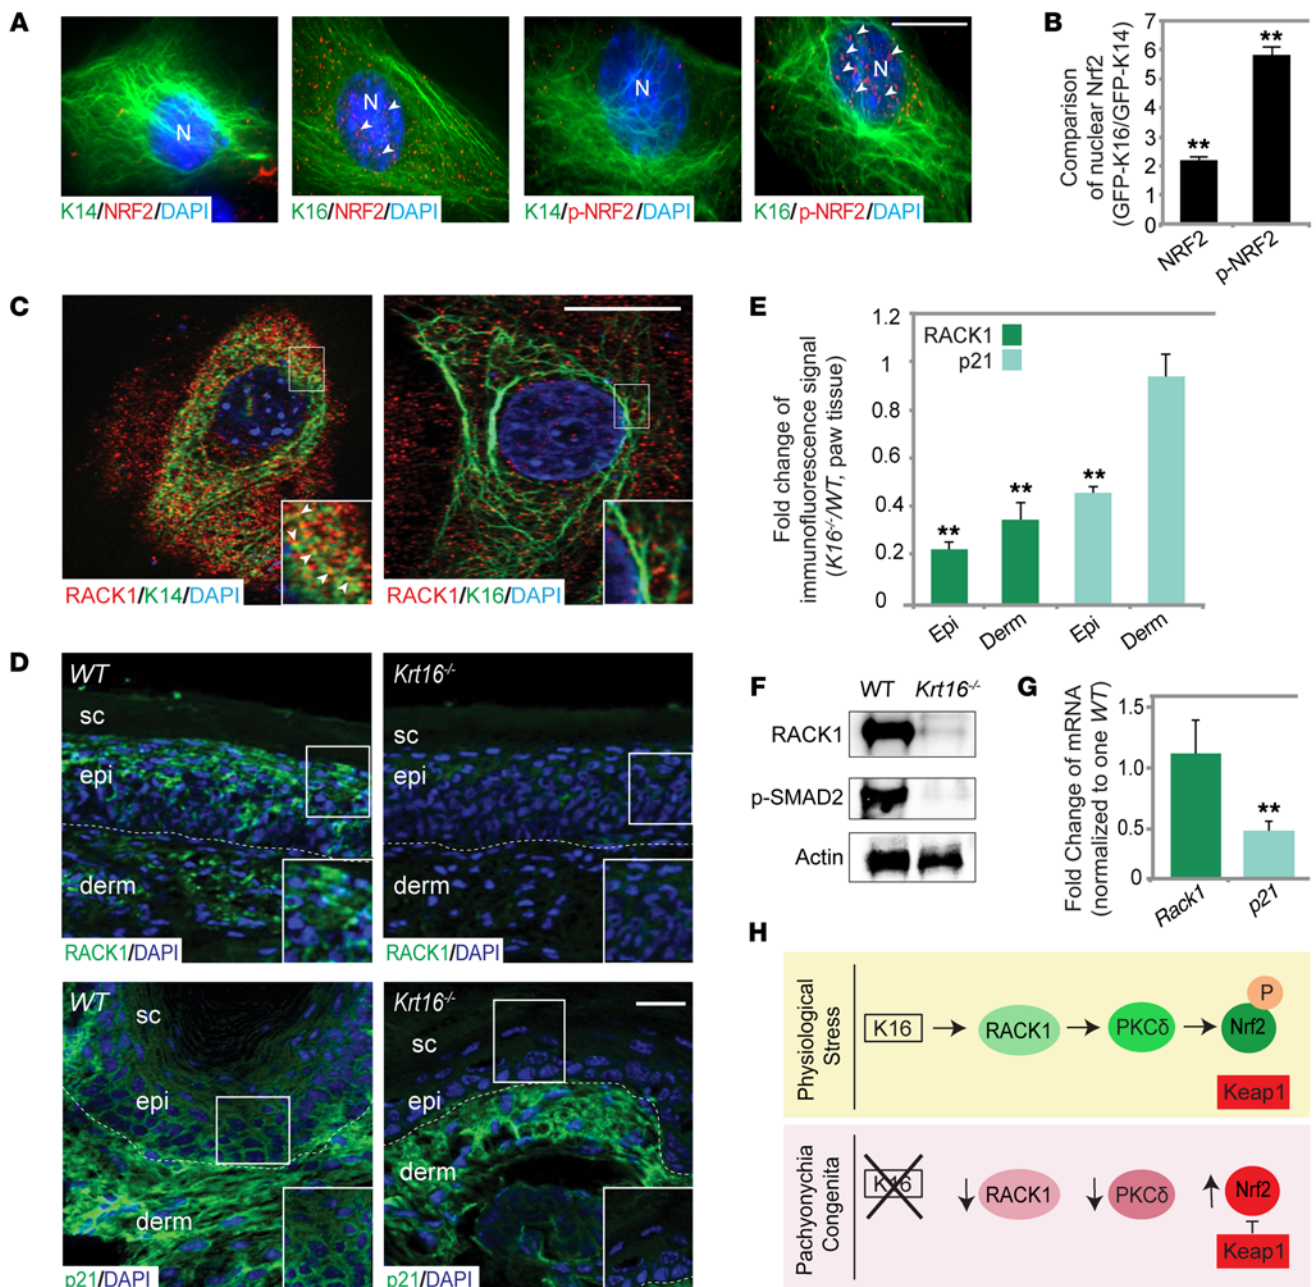 A
N
K14/NRF2/DAPI
N
K16/NRF2/DAPI
N
K14/p-NRF2/DAPI
N
K16/p-NRF2/DAPI
B
Comparison
of nuclear Nrf2
(GFP-K16/GFP-K14)
7
6
5
4
3
2
1
0
**
**
NRF2
p-NRF2
C
RACK1/K14/DAPI
RACK1/K16/DAPI
E
Fold change of
immunofluorescence signal
(K16-/-/WT, paw tissue)
1.2
1
0.8
0.6
0.4
0.2
0
RACK1
p21
**
**
**
Epi
Derm
Epi
Derm
D
WT
sc
epi
derm
RACK1/DAPI
Krt16-/-
sc
epi
derm
RACK1/DAPI
WT
sc
epi
derm
p21/DAPI
Krt16-/-
sc
epi
derm
p21/DAPI
F
WT Krt16-/-
RACK1
p-SMAD2
Actin
G
Fold Change of mRNA
(normalized to one WT)
1.5
1.0
0.5
0
**
Rack1
p21
H
Physiological
Stress
K16
RACK1
PKCδ
P
Nrf2
Keap1
Pachyonychia
Congenita
K16
RACK1
PKCδ
Nrf2
Keap1